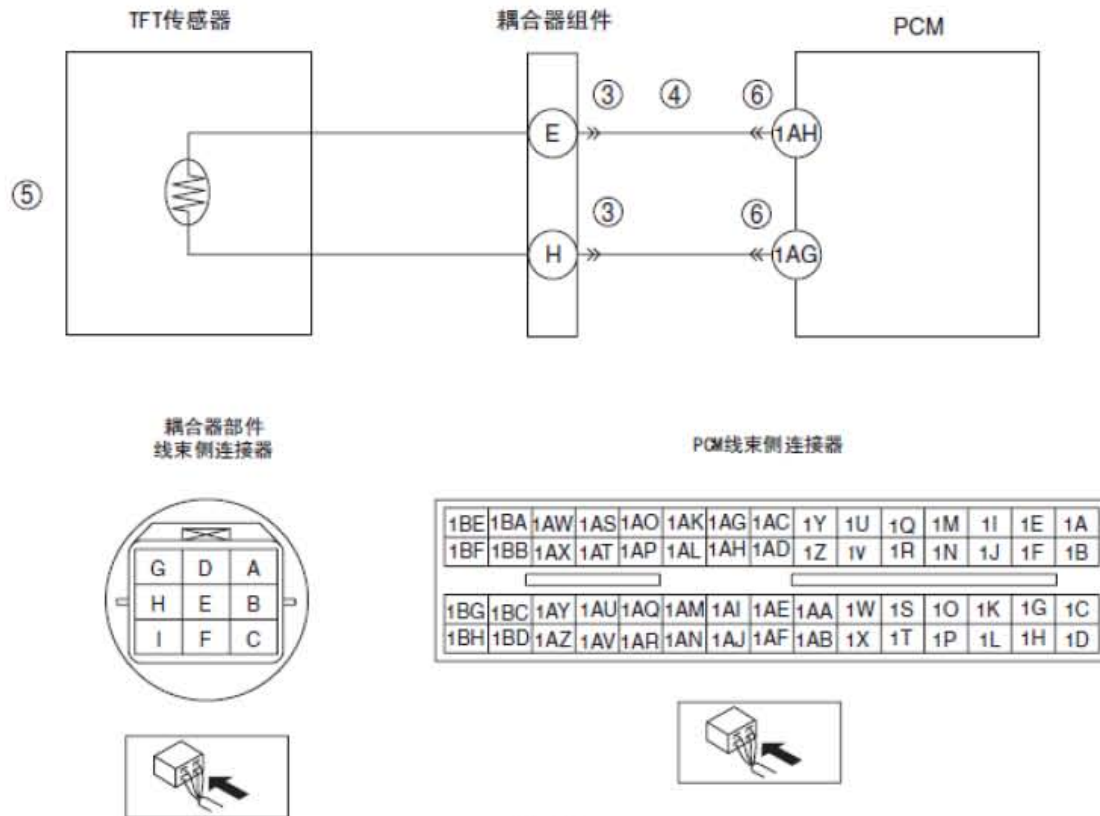 TFT传感器 耦合器组件 PCM
③ ④ ⑥
E 1AH
⑤
③ ⑥
H 1AG
耦合器部件
线束侧连接器
PCM线束侧连接器
G D A
H E B
I F C
1BE 1BA 1AW 1AS 1AO 1AK 1AG 1AC 1Y 1U 1Q 1M 1I 1E 1A
1BF 1BB 1AX 1AT 1AP 1AL 1AH 1AD 1Z 1V 1R 1N 1J 1F 1B
1BG 1BC 1AY 1AU 1AQ 1AM 1AI 1AE 1AA 1W 1S 1O 1K 1G 1C
1BH 1BD 1AZ 1AV 1AR 1AN 1AJ 1AF 1AB 1X 1T 1P 1L 1H 1D